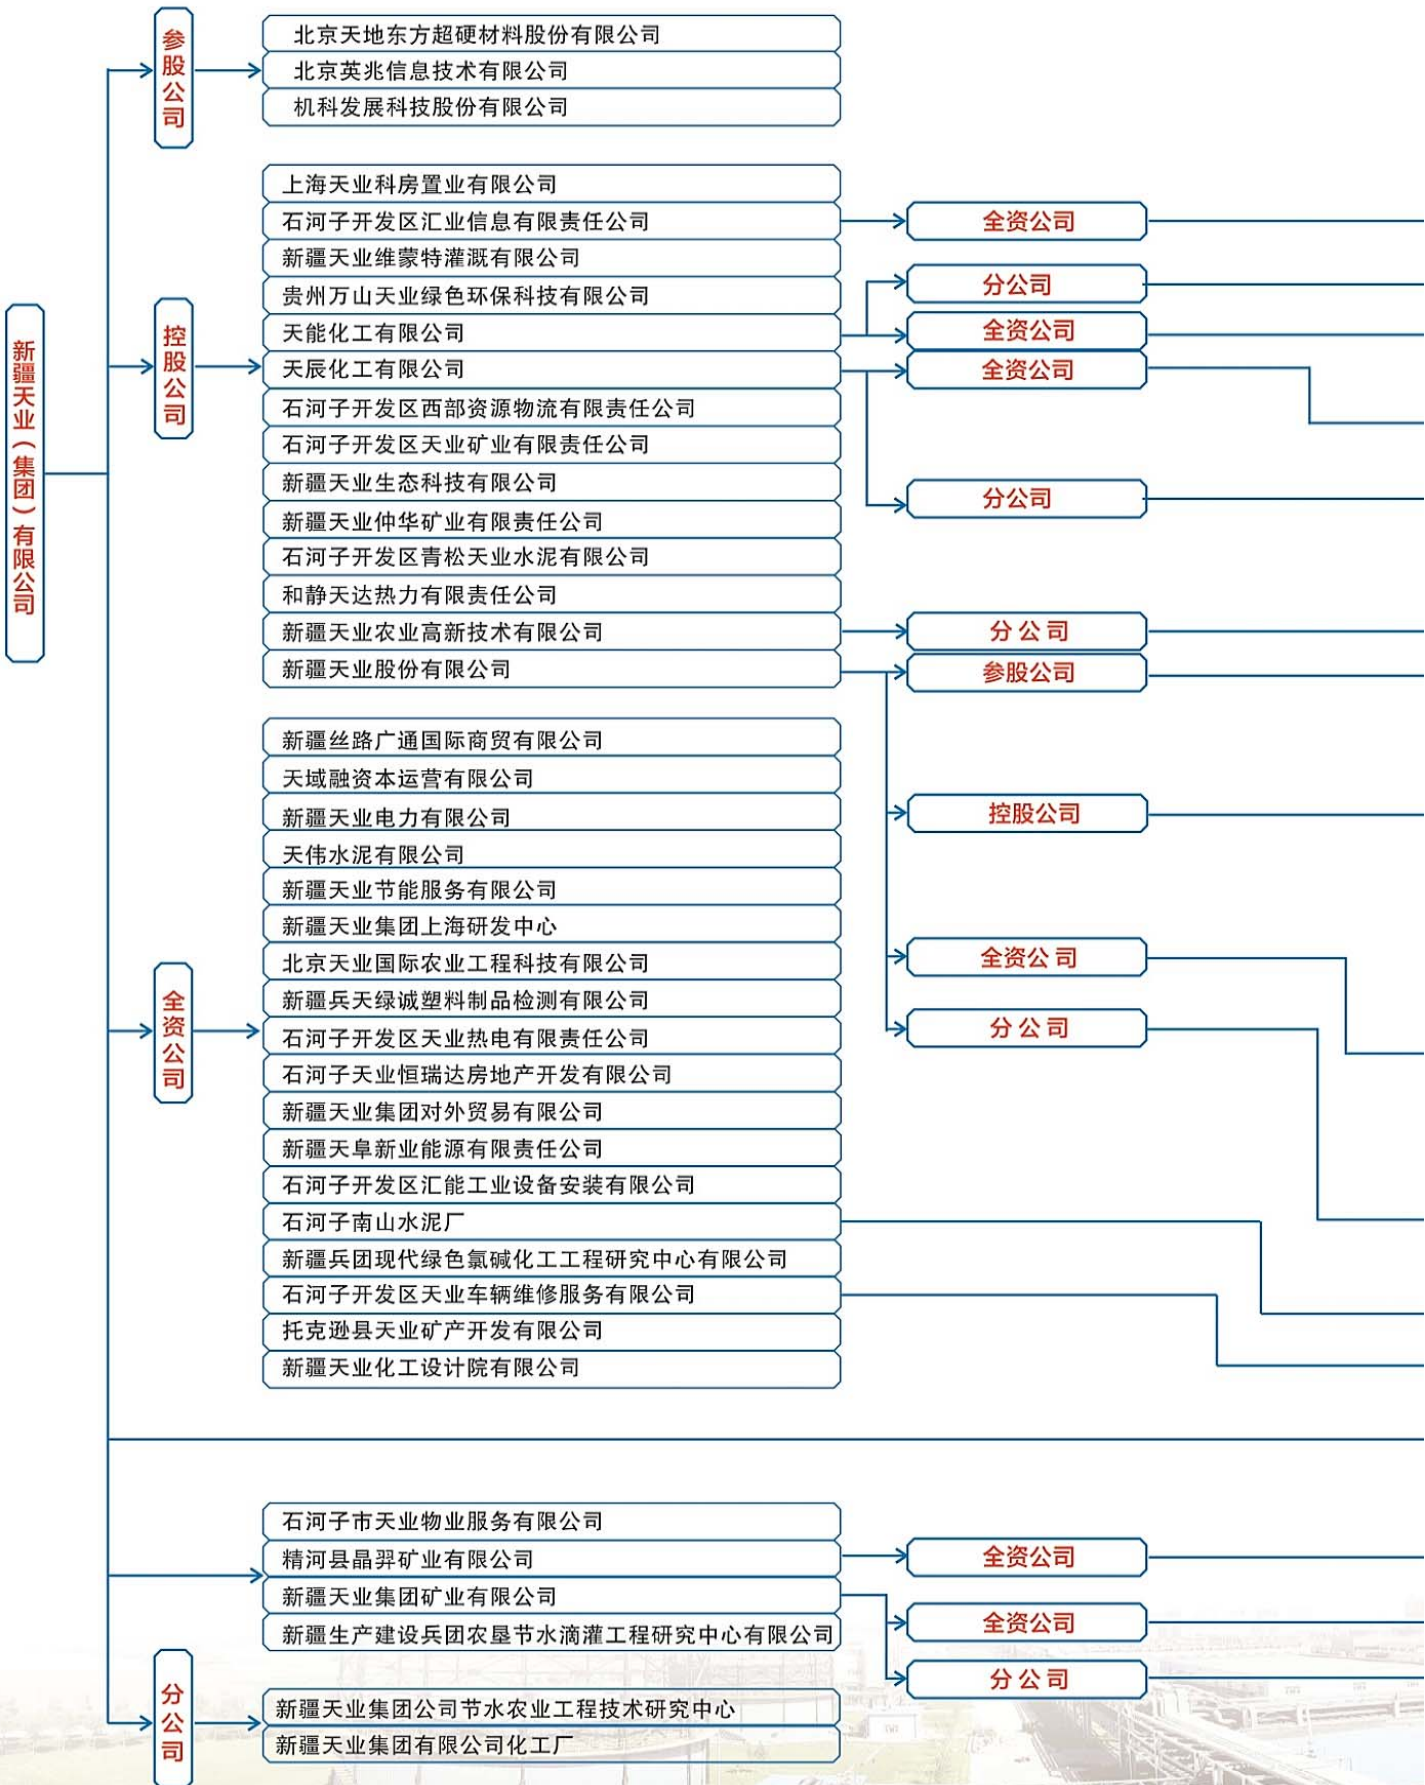 新疆天业（集团）有限公司
参股公司
北京天地东方超硬材料股份有限公司
北京英兆信息技术有限公司
机科发展科技股份有限公司
控股公司
上海天业科房置业有限公司
石河子开发区汇业信息有限责任公司
全资公司
新疆天业维蒙特灌溉有限公司
贵州万山天业绿色环保科技有限公司
分公司
天能化工有限公司
全资公司
天辰化工有限公司
全资公司
石河子开发区西部资源物流有限责任公司
石河子开发区天业矿业有限责任公司
新疆天业生态科技有限公司
分公司
新疆天业仲华矿业有限责任公司
石河子开发区青松天业水泥有限公司
和静天达热力有限责任公司
新疆天业农业高新技术有限公司
分公司
新疆天业股份有限公司
参股公司
控股公司
全资公司
分公司
全资公司
新疆丝路广通国际商贸有限公司
天域融资本运营有限公司
新疆天业电力有限公司
天伟水泥有限公司
新疆天业节能服务有限公司
新疆天业集团上海研发中心
北京天业国际农业工程科技有限公司
新疆兵天绿诚塑料制品检测有限公司
石河子开发区天业热电有限责任公司
石河子天业恒瑞达房地产开发有限公司
新疆天业集团对外贸易有限公司
新疆天阜新业能源有限责任公司
石河子开发区汇能工业设备安装有限公司
石河子南山水泥厂
新疆兵团现代绿色氯碱化工工程研究中心有限公司
石河子开发区天业车辆维修服务有限公司
托克逊县天业矿产开发有限公司
新疆天业化工设计院有限公司
石河子市天业物业服务有限公司
精河县晶羿矿业有限公司
全资公司
新疆天业集团矿业有限公司
全资公司
新疆生产建设兵团农垦节水滴灌工程研究中心有限公司
分公司
分公司
新疆天业集团公司节水农业工程技术研究中心
新疆天业集团有限公司化工厂